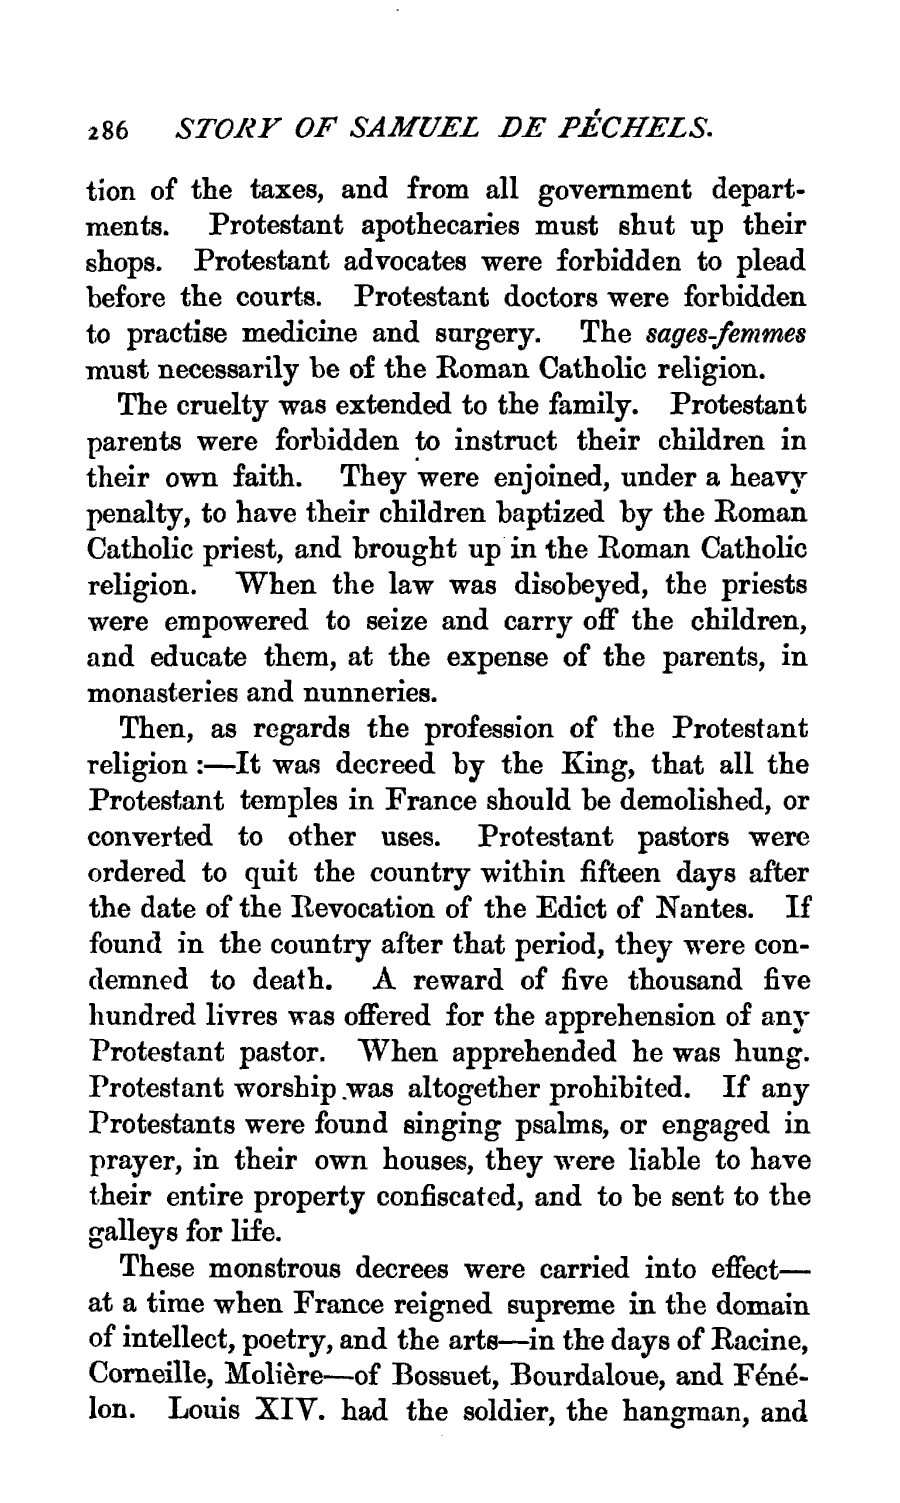 286 STORY OF SAMUEL DE PÉCHELS.
tion of the taxes, and from all government depart-
ments. Protestant apothecaries must shut up their
shops. Protestant advocates were forbidden to plead
before the courts. Protestant doctors were forbidden
to practise medicine and surgery. The sages-femmes
must necessarily be of the Roman Catholic religion.
The cruelty was extended to the family. Protestant
parents were forbidden to instruct their children in
their own faith. They were enjoined, under a heavy
penalty, to have their children baptized by the Roman
Catholic priest, and brought up in the Roman Catholic
religion. When the law was disobeyed, the priests
were empowered to seize and carry off the children,
and educate them, at the expense of the parents, in
monasteries and nunneries.
Then, as regards the profession of the Protestant
religion :—It was decreed by the King, that all the
Protestant temples in France should be demolished, or
converted to other uses. Protestant pastors were
ordered to quit the country within fifteen days after
the date of the Revocation of the Edict of Nantes. If
found in the country after that period, they were con-
demned to death. A reward of five thousand five
hundred livres was offered for the apprehension of any
Protestant pastor. When apprehended he was hung.
Protestant worship was altogether prohibited. If any
Protestants were found singing psalms, or engaged in
prayer, in their own houses, they were liable to have
their entire property confiscated, and to be sent to the
galleys for life.
These monstrous decrees were carried into effect—
at a time when France reigned supreme in the domain
of intellect, poetry, and the arts—in the days of Racine,
Corneille, Molière—of Bossuet, Bourdaloue, and Féné-
lon. Louis XIV. had the soldier, the hangman, and